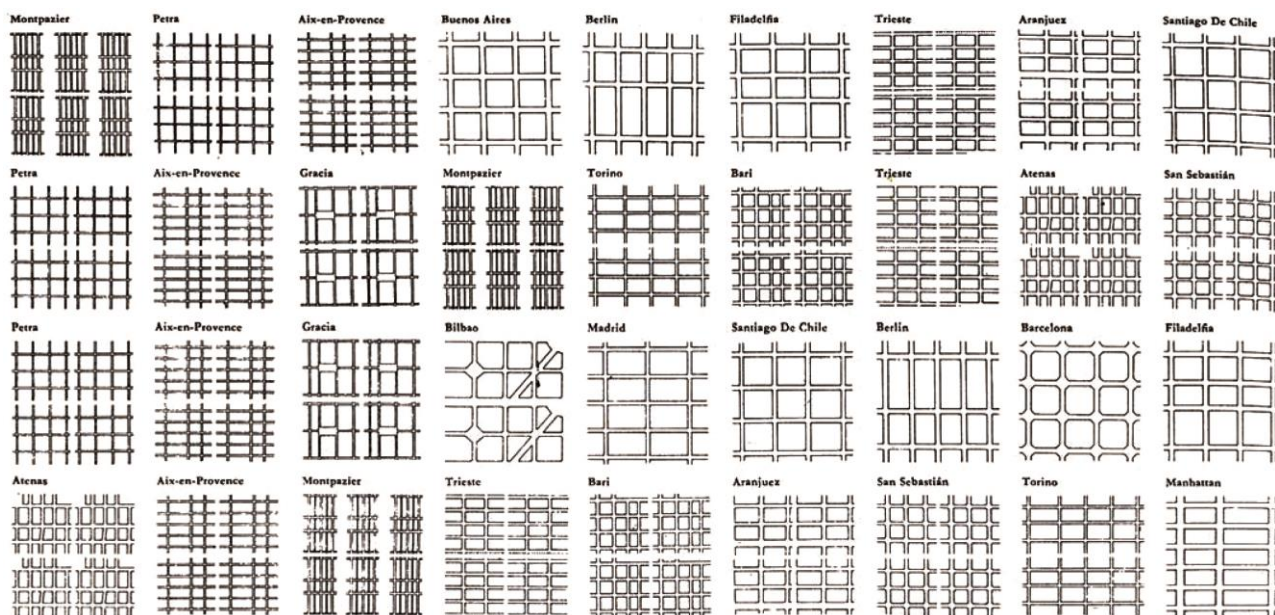 Montpazier Petra Aix-en-Provence Buenos Aires Berlin Filadelfia Trieste Aranjuez Santiago De Chile
Petra Aix-en-Provence Gracia Montpazier Torino Bari Trieste Atenas San Sebastián
Petra Aix-en-Provence Gracia Bilbao Madrid Santiago De Chile Berlin Barcelona Filadelfia
Atenas Aix-en-Provence Montpazier Trieste Bari Aranjuez San Sebastián Torino Manhattan